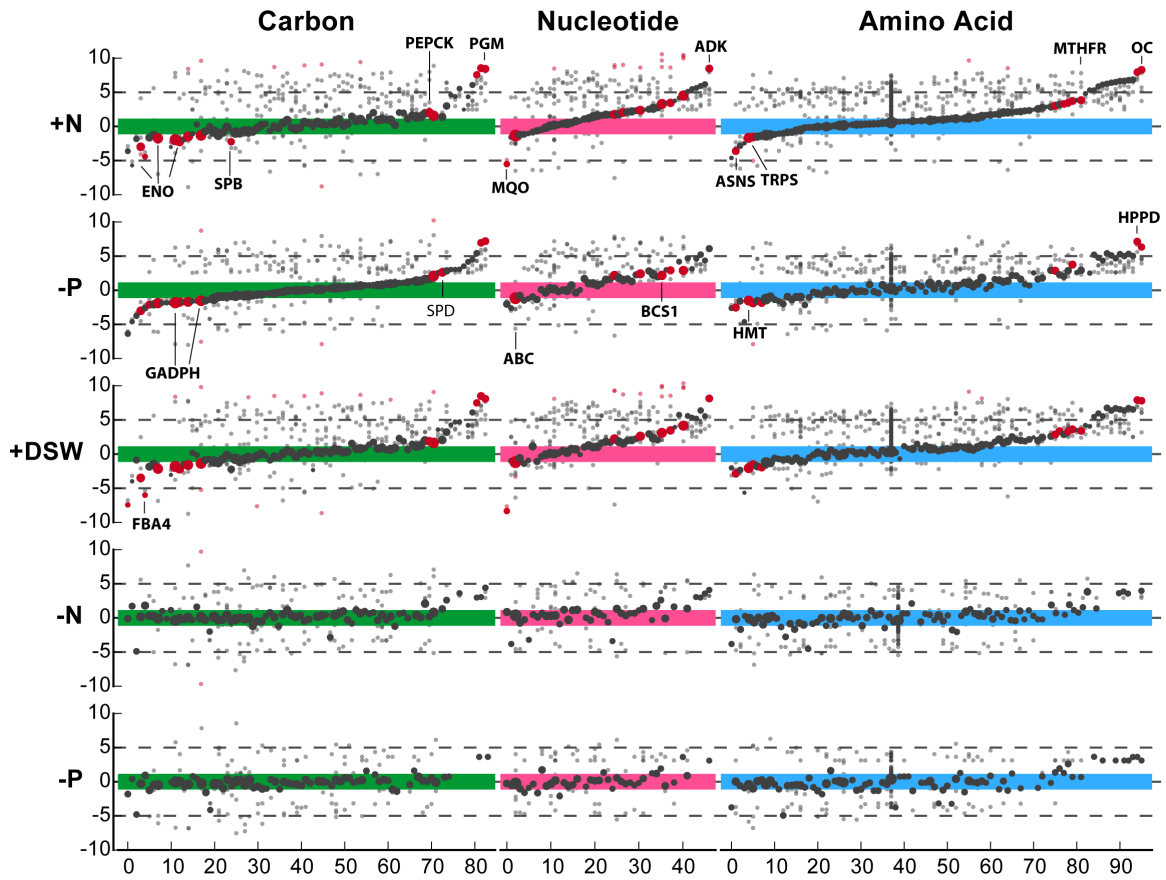 Carbon Nucleotide Amino Acid
PEPCK PGM ADK MTHFR OC
10
5
+N 0
-5
-10
ENO SPB MQO ASNS TRPS
10
5
-P 0
-5
-10
HPPD
SPD BCS1 HMT
GADPH ABC
10
5
+DSW 0
-5
-10
FBA4
10
5
-N 0
-5
-10
10
5
-P 0
-5
-10
0 10 20 30 40 50 60 70 80 0 10 20 30 40 0 10 20 30 40 50 60 70 80 90